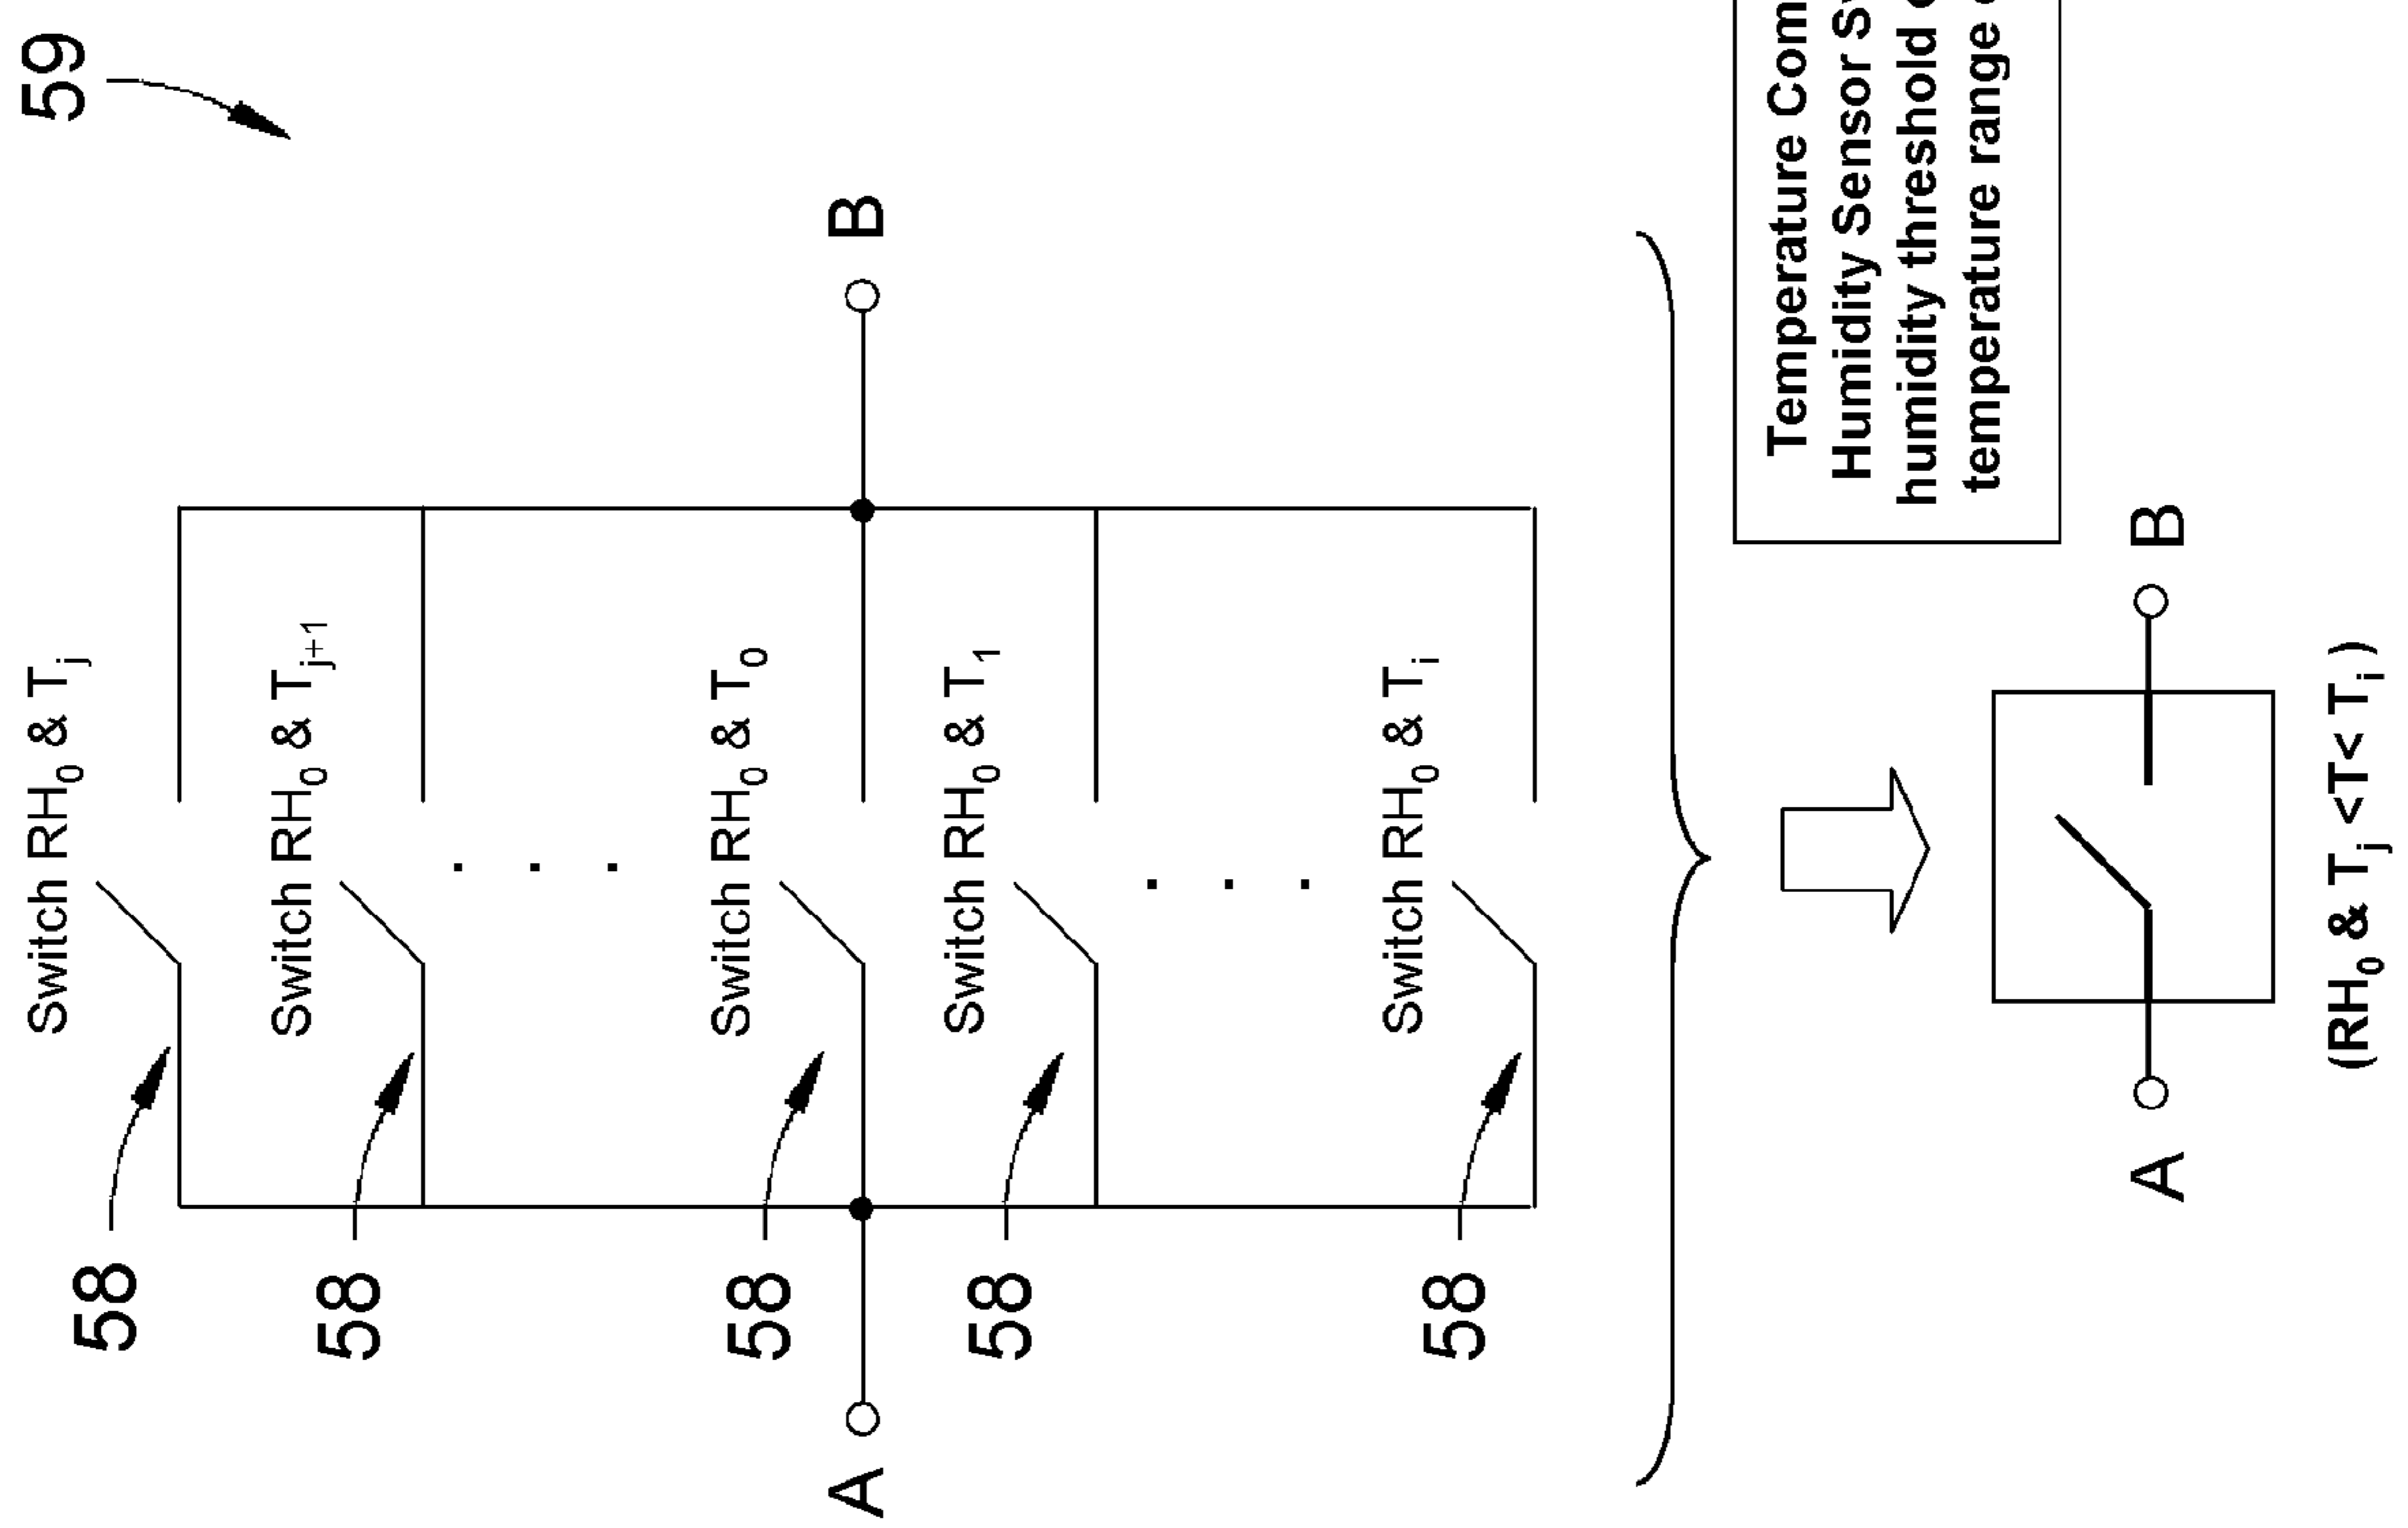 59
Switch RH₀ & Tⱼ
58
Switch RH₀ & Tⱼ₊₁
58
. . .
Switch RH₀ & T₀
58
A
B
Switch RH₀ & T₁
58
. . .
Switch RH₀ & Tᵢ
58
Temperature
Humidity Sensor
humidity threshold
temperature range
A
B
(RH₀ & Tⱼ <T< Tᵢ )